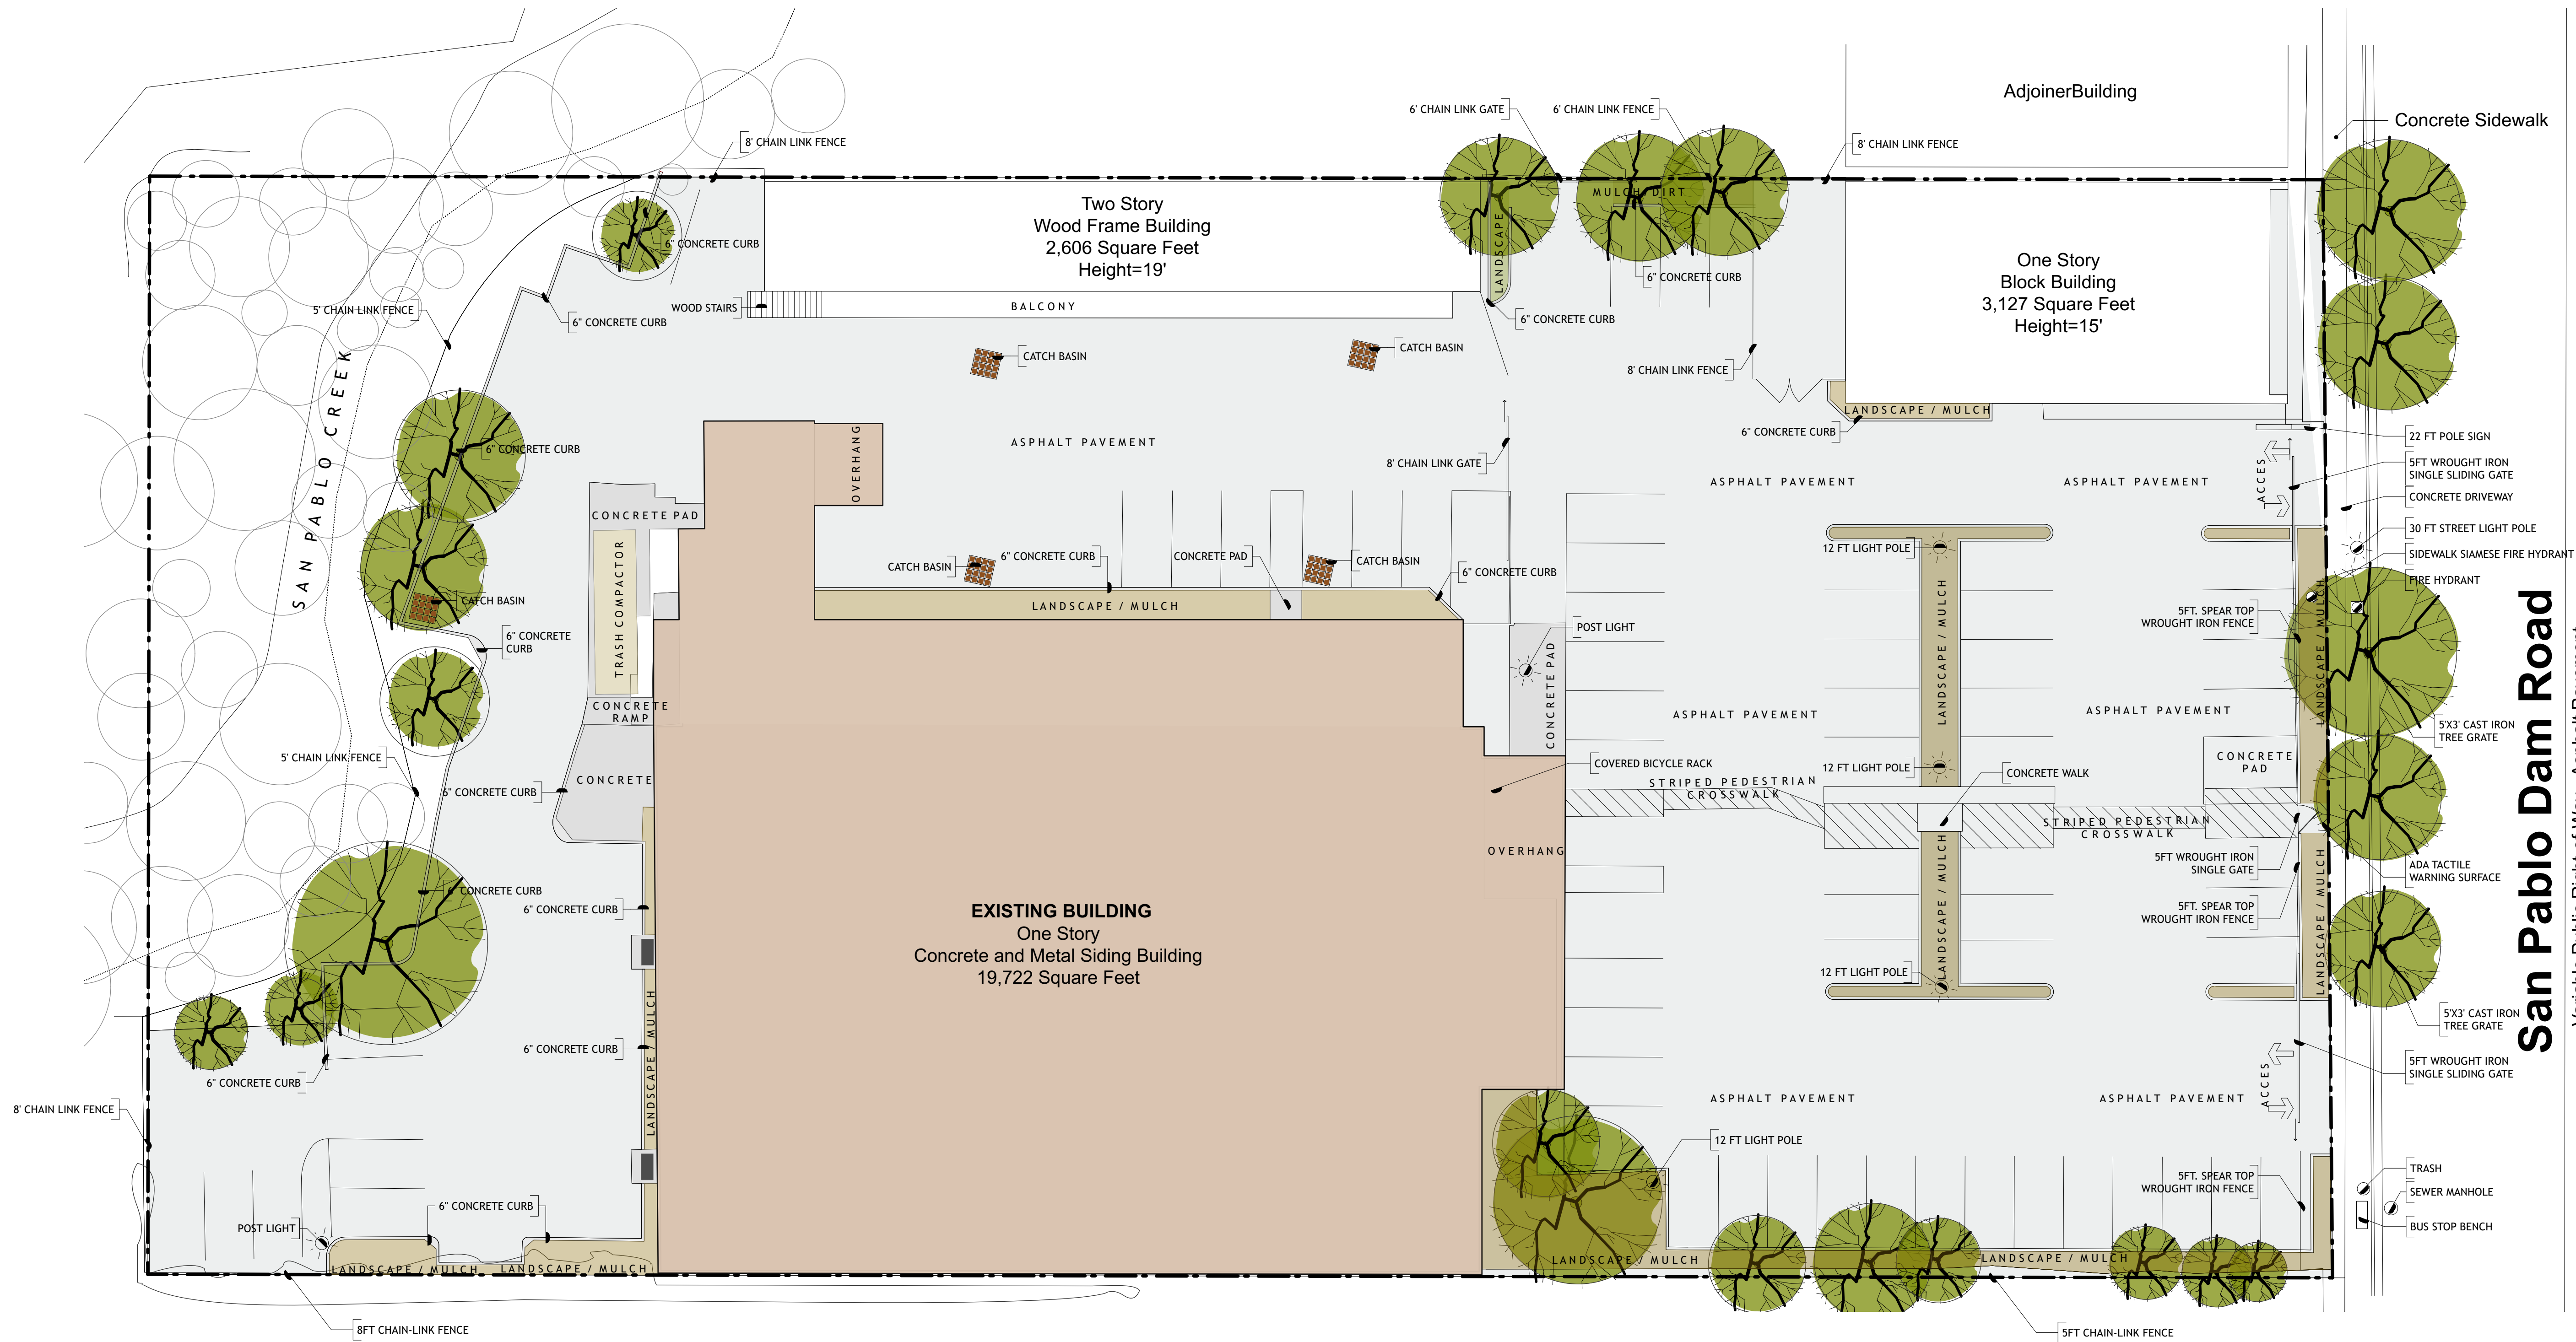 AdjoinerBuilding
Concrete Sidewalk
6' CHAIN LINK GATE
6' CHAIN LINK FENCE
8' CHAIN LINK FENCE
8' CHAIN LINK FENCE
MULCH/DIRT
Two Story
Wood Frame Building
2,606 Square Feet
Height=19'
LANDSCAPE
6" CONCRETE CURB
6" CONCRETE CURB
One Story
Block Building
3,127 Square Feet
Height=15'
5' CHAIN LINK FENCE
6" CONCRETE CURB
WOOD STAIRS
BALCONY
6" CONCRETE CURB
SAN PABLO CREEK
CATCH BASIN
CATCH BASIN
8' CHAIN LINK FENCE
LANDSCAPE / MULCH
6" CONCRETE CURB
6" CONCRETE CURB
OVERHANG
ASPHALT PAVEMENT
8' CHAIN LINK GATE
ASPHALT PAVEMENT
ASPHALT PAVEMENT
ACCES
22 FT POLE SIGN
5FT WROUGHT IRON
SINGLE SLIDING GATE
CONCRETE DRIVEWAY
30 FT STREET LIGHT POLE
SIDEWALK SIAMESE FIRE HYDRANT
FIRE HYDRANT
CONCRETE PAD
TRASH COMPACTOR
CATCH BASIN
6" CONCRETE CURB
CONCRETE PAD
CATCH BASIN
6" CONCRETE CURB
12 FT LIGHT POLE
CATCH BASIN
LANDSCAPE / MULCH
6" CONCRETE
CURB
POST LIGHT
CONCRETE PAD
LANDSCAPE / MULCH
5FT. SPEAR TOP
WROUGHT IRON FENCE
LANDSCAPE / MULCH
San Pablo Dam Road
CONCRETE
RAMP
ASPHALT PAVEMENT
ASPHALT PAVEMENT
5'X3' CAST IRON
TREE GRATE
5' CHAIN LINK FENCE
CONCRETE
6" CONCRETE CURB
COVERED BICYCLE RACK
12 FT LIGHT POLE
CONCRETE WALK
CONCRETE
PAD
STRIPED PEDESTRIAN
CROSSWALK
STRIPED PEDESTRIAN
CROSSWALK
OVERHANG
5FT WROUGHT IRON
SINGLE GATE
ADA TACTILE
WARNING SURFACE
6" CONCRETE CURB
6" CONCRETE CURB
EXISTING BUILDING
One Story
Concrete and Metal Siding Building
19,722 Square Feet
LANDSCAPE / MULCH
5FT. SPEAR TOP
WROUGHT IRON FENCE
LANDSCAPE / MULCH
12 FT LIGHT POLE
5'X3' CAST IRON
TREE GRATE
LANDSCAPE / MULCH
6" CONCRETE CURB
6" CONCRETE CURB
5FT WROUGHT IRON
SINGLE SLIDING GATE
8' CHAIN LINK FENCE
ASPHALT PAVEMENT
ASPHALT PAVEMENT
ACCES
12 FT LIGHT POLE
5FT. SPEAR TOP
WROUGHT IRON FENCE
TRASH
SEWER MANHOLE
BUS STOP BENCH
6" CONCRETE CURB
POST LIGHT
LANDSCAPE / MULCH
LANDSCAPE / MULCH
LANDSCAPE / MULCH
LANDSCAPE / MULCH
8FT CHAIN-LINK FENCE
5FT CHAIN-LINK FENCE